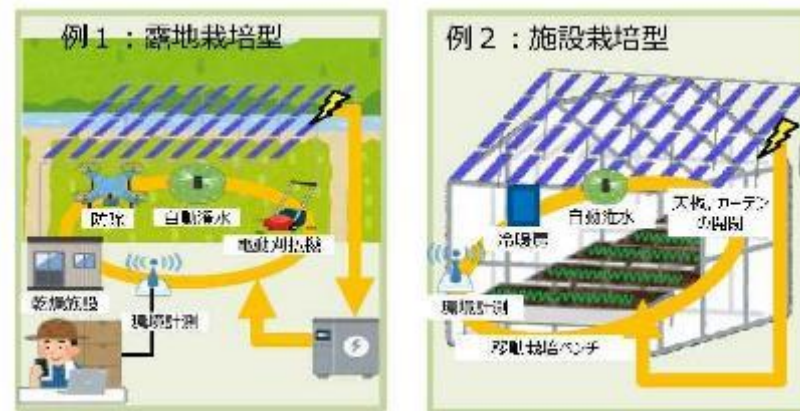 例1：露地栽培型
防除
自動灌水
電動刈払機
乾燥施設
環境計測
例2：施設栽培型
冷暖房
自動灌水
天板、カーテン
の開閉
環境計測
移動栽培ベンチ